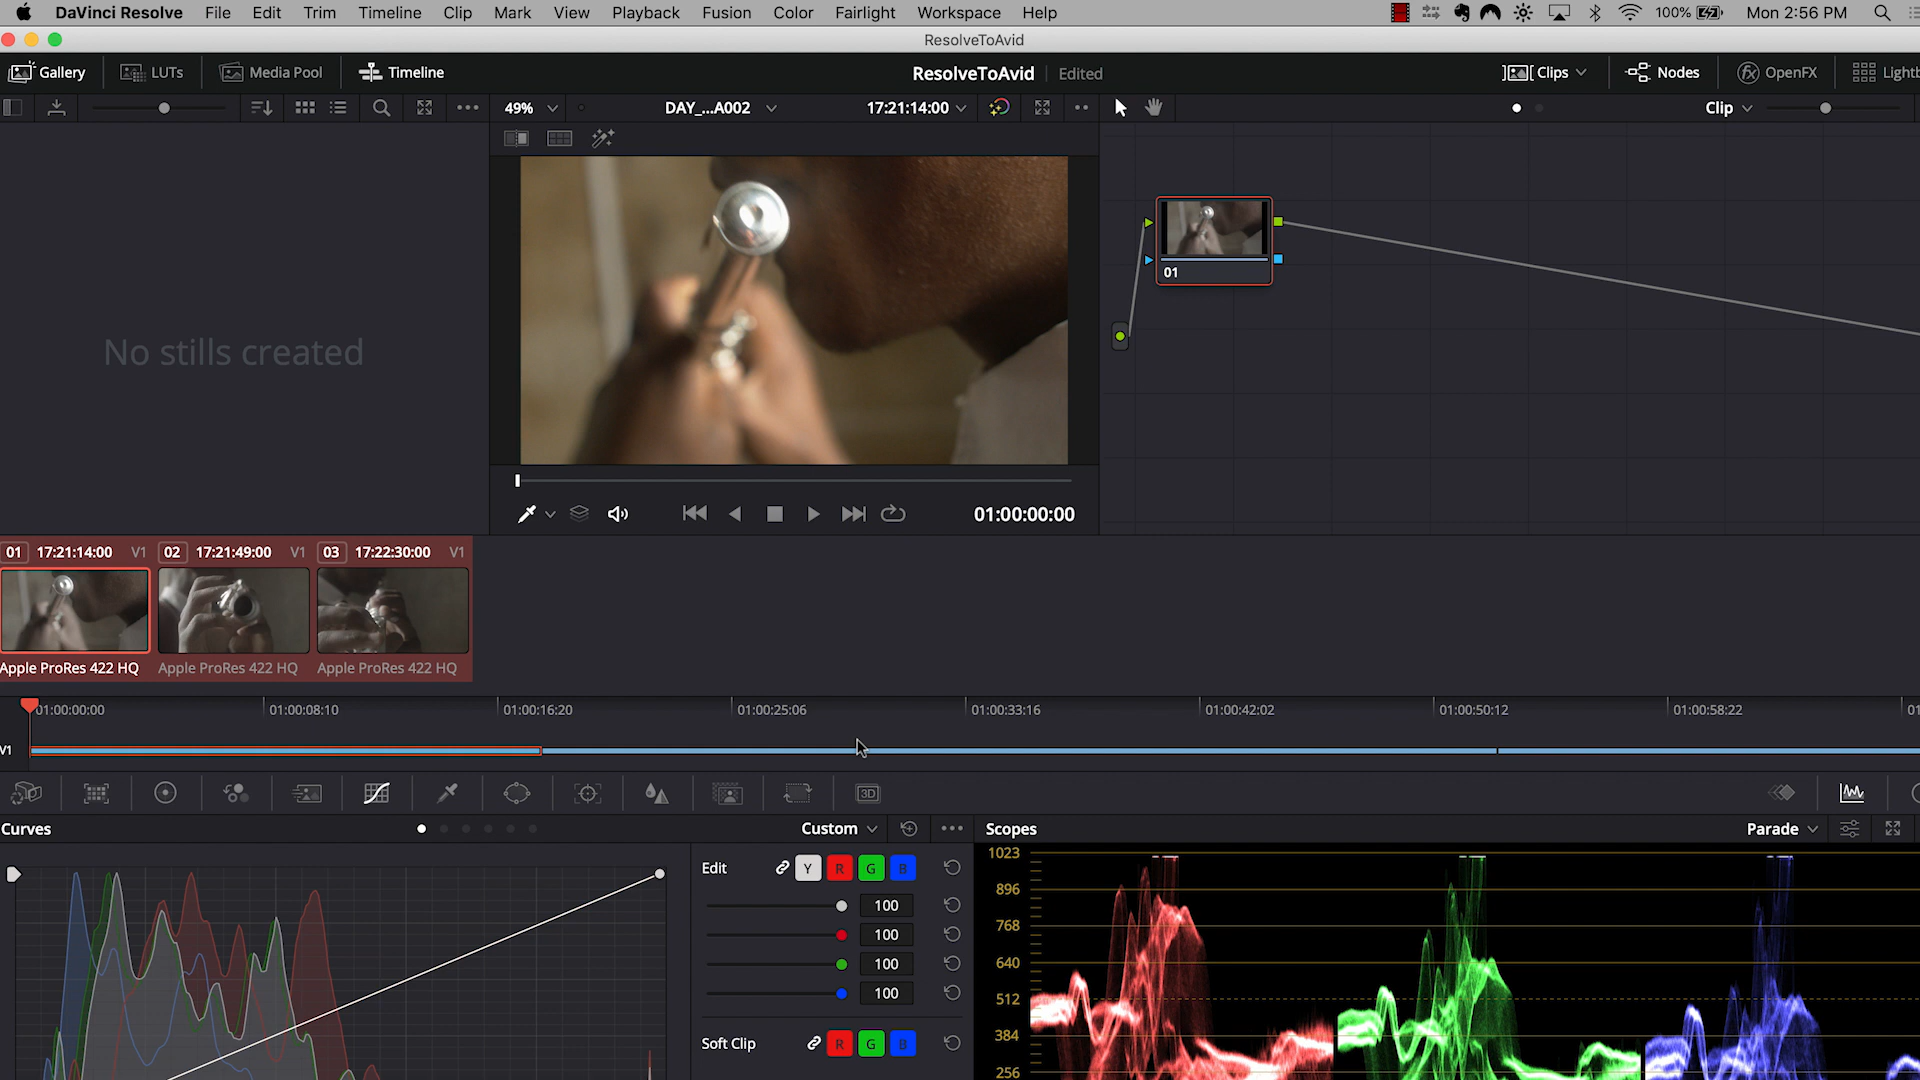 DaVinci Resolve File Edit Trim Timeline Clip Mark View Playback Fusion Color Fairlight Workspace Help 100% Mon 2:56 PM
ResolveToAvid
Gallery LUTs Media Pool Timeline ResolveToAvid Edited Clips Nodes OpenFX Lightb
49% DAY_...A002 17:21:14:00 Clip
01
No stills created
01:00:00:00
01 17:21:14:00 V1 02 17:21:49:00 V1 03 17:22:30:00 V1
Apple ProRes 422 HQ Apple ProRes 422 HQ Apple ProRes 422 HQ
01:00:00:00 01:00:08:10 01:00:16:20 01:00:25:06 01:00:33:16 01:00:42:02 01:00:50:12 01:00:58:22 01
V1
3D
Curves Custom Scopes Parade
Edit Y R G B
100
100
100
100
Soft Clip R G B
1023
896
768
640
512
384
256